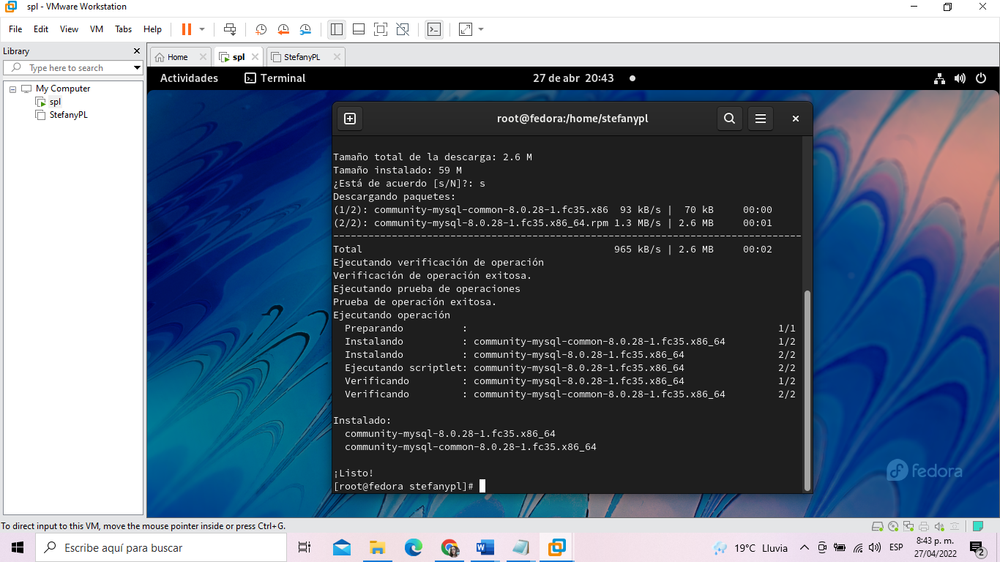 spl - VMware Workstation
File Edit View VM Tabs Help
Library
Type here to search
My Computer
spl
StefanyPL
Home
spl
StefanyPL
Actividades
Terminal
27 de abr 20:43
root@fedora:/home/stefanypl
Tamaño total de la descarga: 2.6 M
Tamaño instalado: 59 M
¿Está de acuerdo [s/N]?: s
Descargando paquetes:
(1/2): community-mysql-common-8.0.28-1.fc35.x86 93 kB/s | 70 kB 00:00
(2/2): community-mysql-8.0.28-1.fc35.x86_64.rpm 1.3 MB/s | 2.6 MB 00:01
--------------------------------------------------------------------------------
Total 965 kB/s | 2.6 MB 00:02
Ejecutando verificación de operación
Verificación de operación exitosa.
Ejecutando prueba de operaciones
Prueba de operación exitosa.
Ejecutando operación
Preparando : 1/1
Instalando : community-mysql-common-8.0.28-1.fc35.x86_64 1/2
Instalando : community-mysql-8.0.28-1.fc35.x86_64 2/2
Ejecutando scriptlet: community-mysql-8.0.28-1.fc35.x86_64 2/2
Verificando : community-mysql-8.0.28-1.fc35.x86_64 1/2
Verificando : community-mysql-common-8.0.28-1.fc35.x86_64 2/2
Instalado:
community-mysql-8.0.28-1.fc35.x86_64
community-mysql-common-8.0.28-1.fc35.x86_64
¡Listo!
[root@fedora stefanypl]#
fedora
To direct input to this VM, move the mouse pointer inside or press Ctrl+G.
Escribe aquí para buscar
19°C Lluvia
ESP
8:43 p. m.
27/04/2022
2